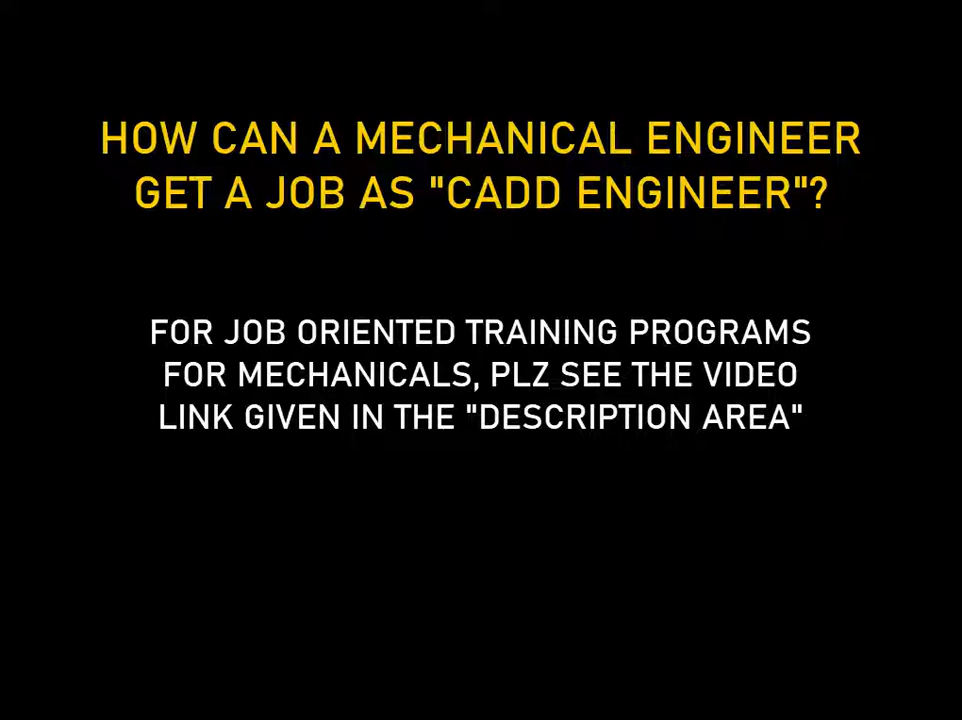 HOW CAN A MECHANICAL ENGINEER
GET A JOB AS "CADD ENGINEER"?
FOR JOB ORIENTED TRAINING PROGRAMS
FOR MECHANICALS, PLZ SEE THE VIDEO
LINK GIVEN IN THE "DESCRIPTION AREA"